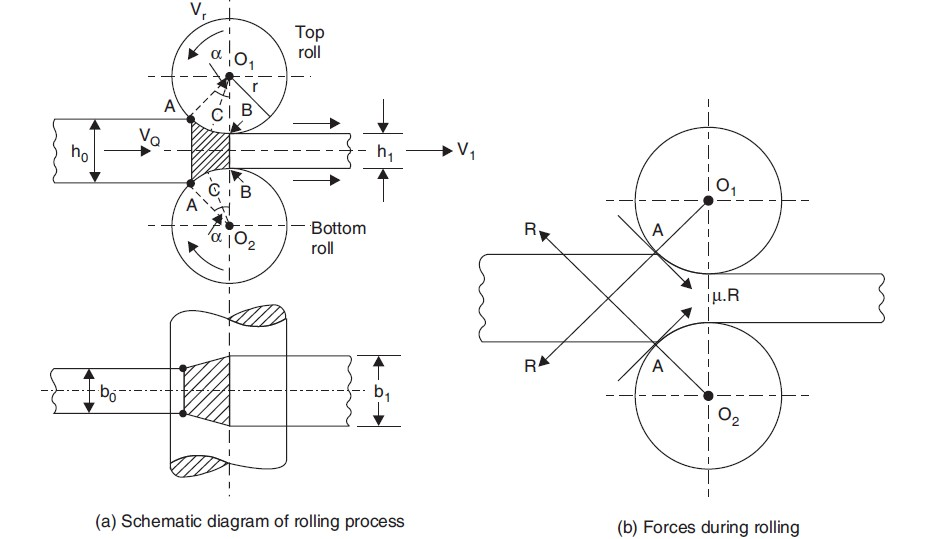 Vr
Top
roll
α
O1
r
A
C
B
h0
VQ
h1
V1
C
A
B
α
O2
Bottom
roll
b0
b1
(a) Schematic diagram of rolling process
O1
R
A
μ.R
R
A
O2
(b) Forces during rolling